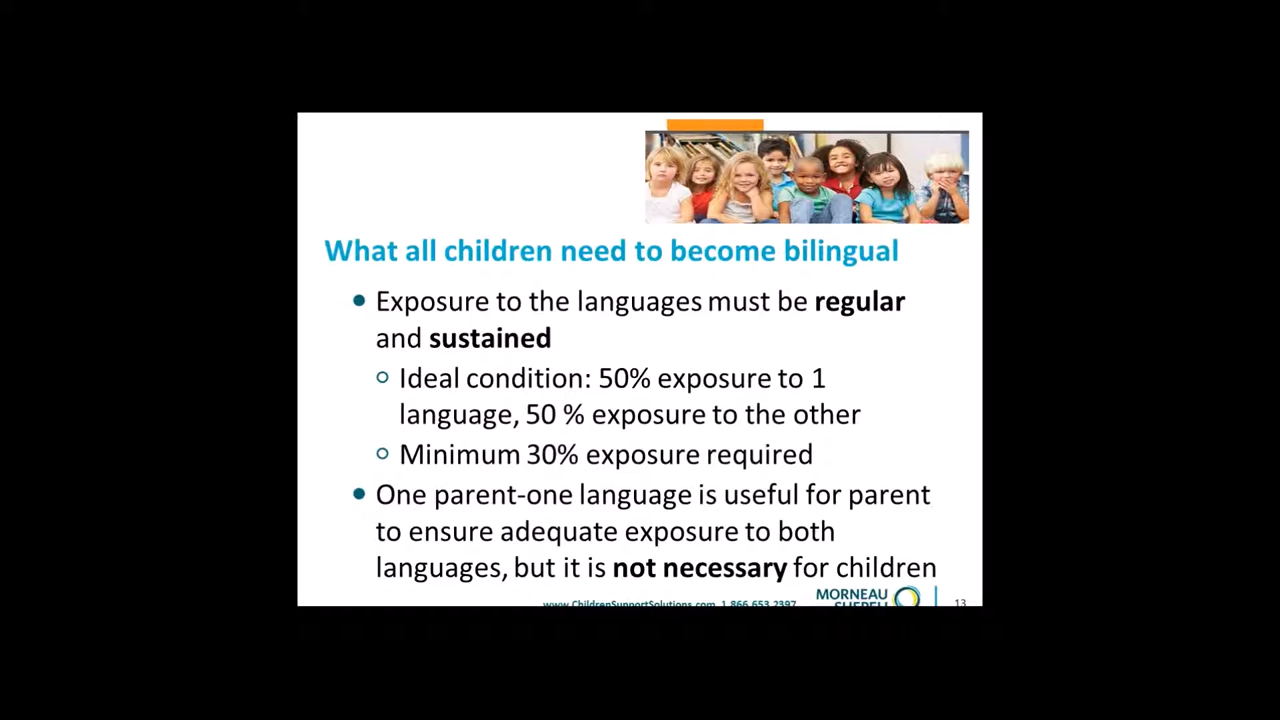 What all children need to become bilingual
• Exposure to the languages must be regular
and sustained
○ Ideal condition: 50% exposure to 1
language, 50 % exposure to the other
○ Minimum 30% exposure required
• One parent-one language is useful for parent
to ensure adequate exposure to both
languages, but it is not necessary for children
www.ChildrenSupportSolutions.com 1.866.653.2397
MORNEAU
SHEPELL
13